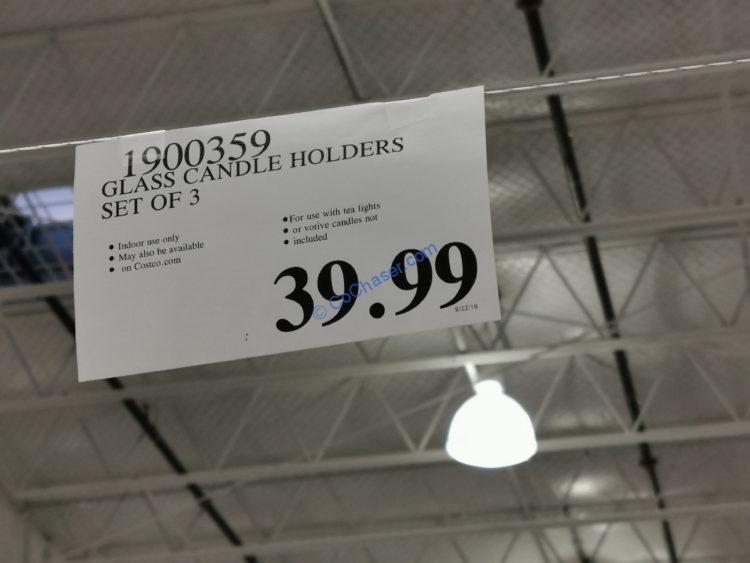 1900359
GLASS CANDLE HOLDERS
SET OF 3
• Indoor use only
• May also be available
• on Costco.com
• For use with tea lights
• or votive candles not
• included
39.99
© CoChaser.com
9/22/19